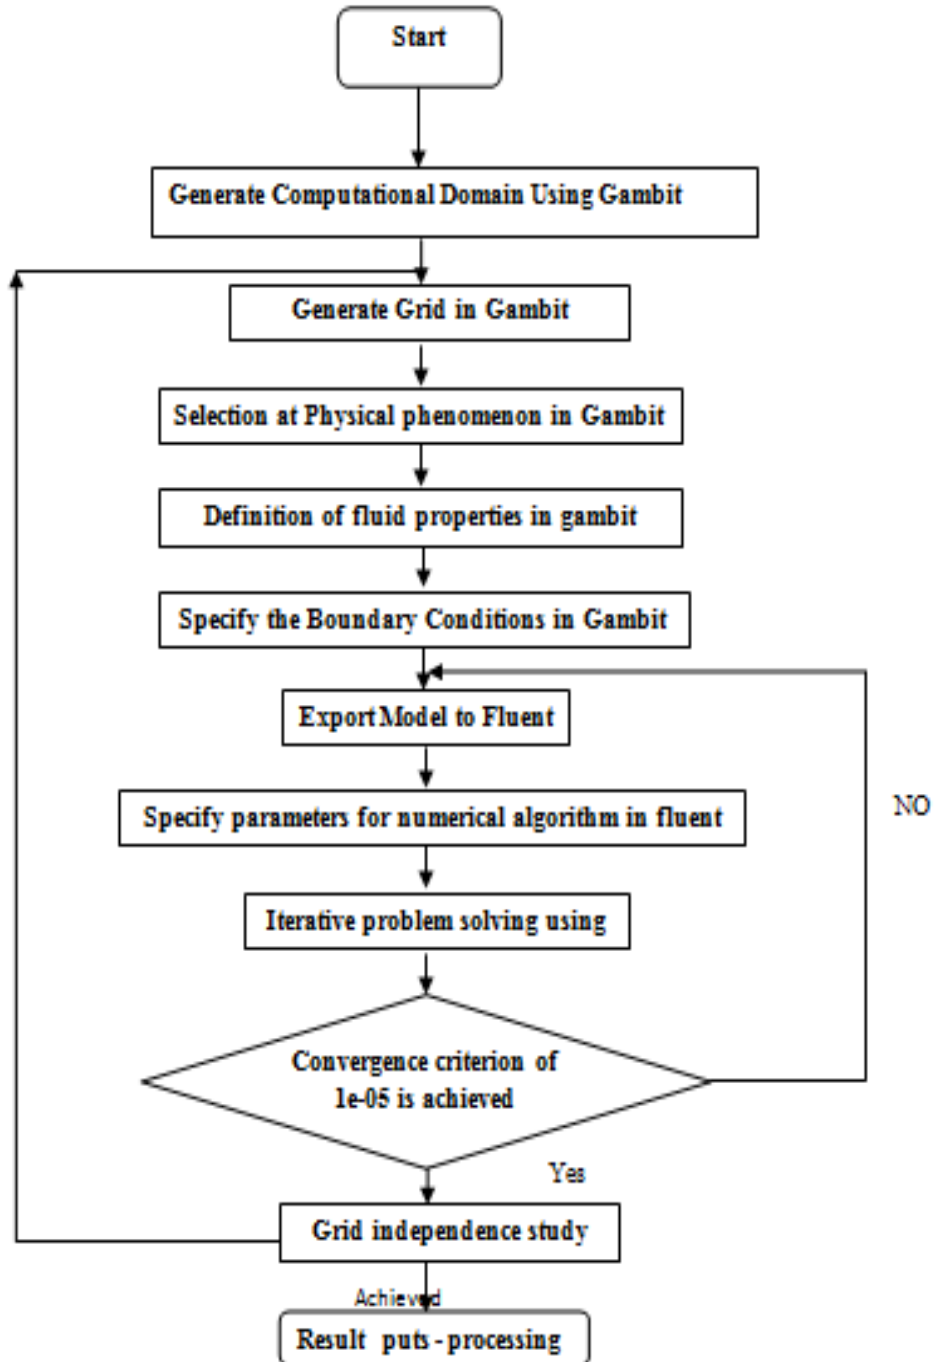 Start
Generate Computational Domain Using Gambit
Generate Grid in Gambit
Selection at Physical phenomenon in Gambit
Definition of fluid properties in gambit
Specify the Boundary Conditions in Gambit
Export Model to Fluent
Specify parameters for numerical algorithm in fluent
NO
Iterative problem solving using
Convergence criterion of
1e-05 is achieved
Yes
Grid independence study
Achieved
Result puts - processing